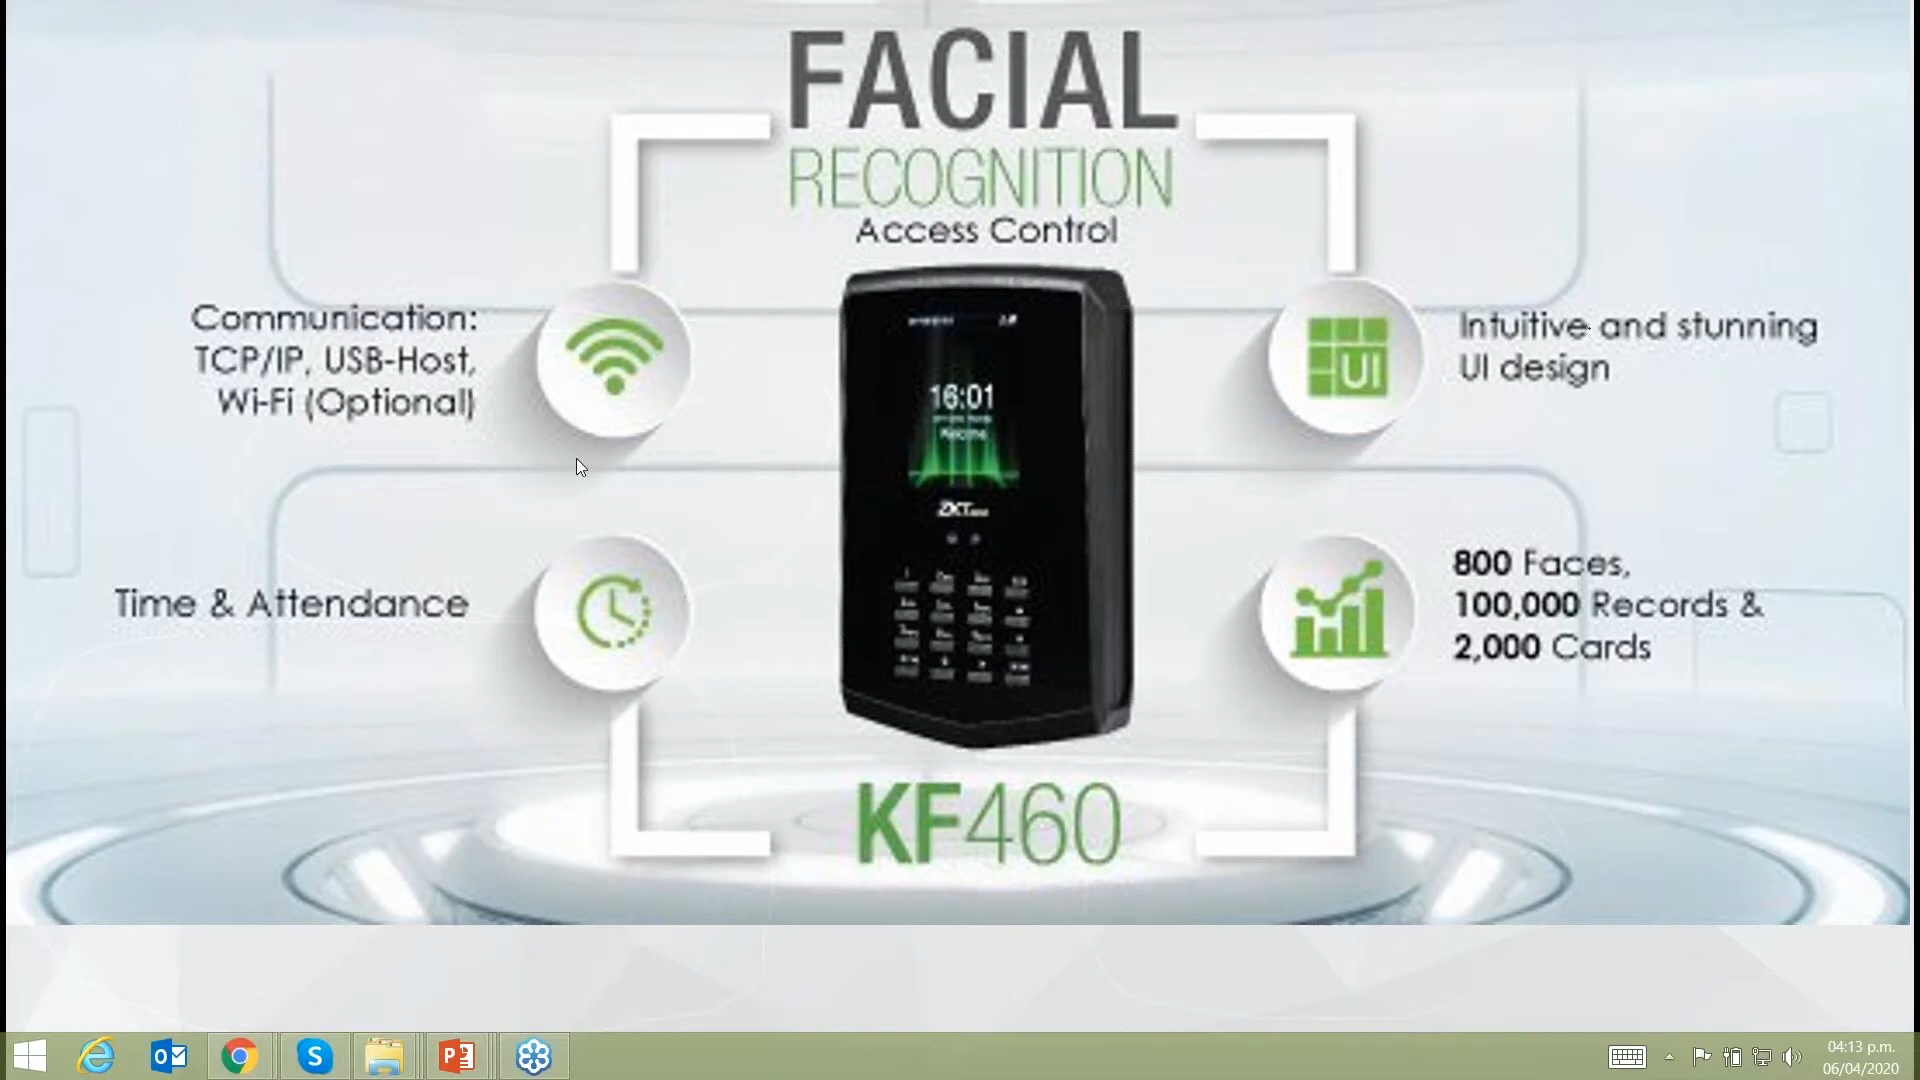 FACIAL
RECOGNITION
Access Control
Communication:
TCP/IP, USB-Host,
Wi-Fi (Optional)
Intuitive and stunning
UI design
UI
16:01
ZKT
Time & Attendance
800 Faces,
100,000 Records &
2,000 Cards
KF460
04:13 p.m.
06/04/2020